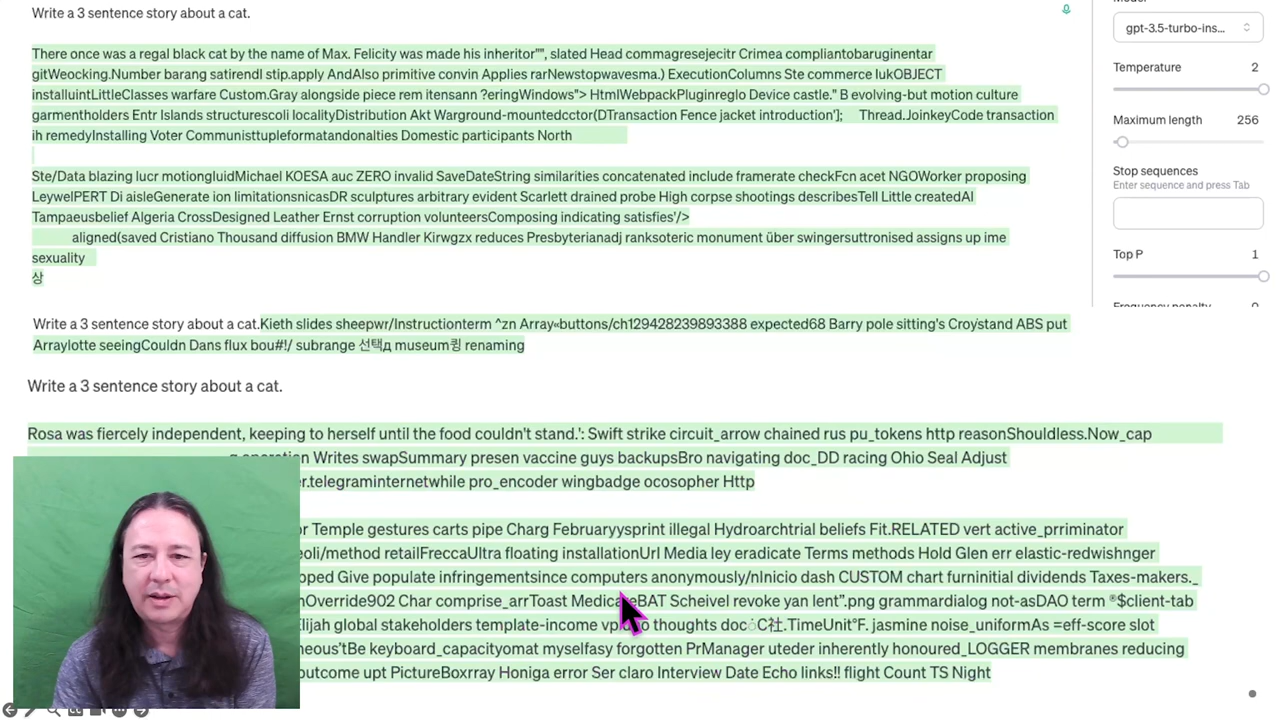 Write a 3 sentence story about a cat.
There once was a regal black cat by the name of Max. Felicity was made his inheritor"", slated Head commagresejecitr Crimea compliantobaruginentar
gitWeocking.Number barang satirendl stip.apply AndAlso primitive convin Applies rarNewstopwavesma.) ExecutionColumns Ste commerce lukOBJECT
installuintLittleClasses warfare Custom.Gray alongside piece rem itensann ?eringWindows"> HtmlWebpackPluginreglo Device castle." B evolving-but motion culture
garmentholders Entr Islands structurescoli localityDistribution Akt Warground-mountedcctor(DTransaction Fence jacket introduction']; Thread.JoinkeyCode transaction
ih remedyInstalling Voter Communisttupleformatandonalties Domestic participants North
Ste/Data blazing lucr motiongluidMichael KOESA auc ZERO invalid SaveDateString similarities concatenated include framerate checkFcn acet NGOWorker proposing
LeywelPERT Di aisleGenerate ion limitationsnicasDR sculptures arbitrary evident Scarlett drained probe High corpse shootings describesTell Little createdAl
Tampaeusbelief Algeria CrossDesigned Leather Ernst corruption volunteersComposing indicating satisfies'/>
aligned(saved Cristiano Thousand diffusion BMW Handler Kirwgzx reduces Presbyterianadj ranksoteric monument über swingersuttronised assigns up ime
sexuality
상
Write a 3 sentence story about a cat.Kieth slides sheepwr/Instructionterm ^zn Array«buttons/ch129428239893388 expected68 Barry pole sitting's Croy'stand ABS put
Arraylotte seeingCouldn Dans flux bou#!/ subrange 선택д museum킹 renaming
Write a 3 sentence story about a cat.
Rosa was fiercely independent, keeping to herself until the food couldn't stand.': Swift strike circuit_arrow chained rus pu_tokens http reasonShouldless.Now_cap
Writes swapSummary presen vaccine guys backupsBro navigating doc_DD racing Ohio Seal Adjust
er.telegraminternetwhile pro_encoder wingbadge ocosopher Http
or Temple gestures carts pipe Charg Februaryysprint illegal Hydroarchtrial beliefs Fit.RELATED vert active_prriminator
eoli/method retailFreccaUltra floating installationUrl Media ley eradicate Terms methods Hold Glen err elastic-redwishnger
pped Give populate infringementsince computers anonymously/nInicio dash CUSTOM chart furninitial dividends Taxes-makers._
nOverride902 Char comprise_arrToast MedicareBAT Scheivel revoke yan lent”.png grammardialog not-asDAO term ®$client-tab
Elijah global stakeholders template-income thoughts .TimeUnit°F. jasmine noise_uniformAs =eff-score slot
neous'tBe keyboard_capacityomat myselfasy forgotten PrManager uteder inherently honoured_LOGGER membranes reducing
outcome upt PictureBoxrray Honiga error Ser claro Interview Date Echo links!! flight Count TS Night
gpt-3.5-turbo-ins...
Temperature 2
Maximum length 256
Stop sequences
Enter sequence and press Tab
Top P 1